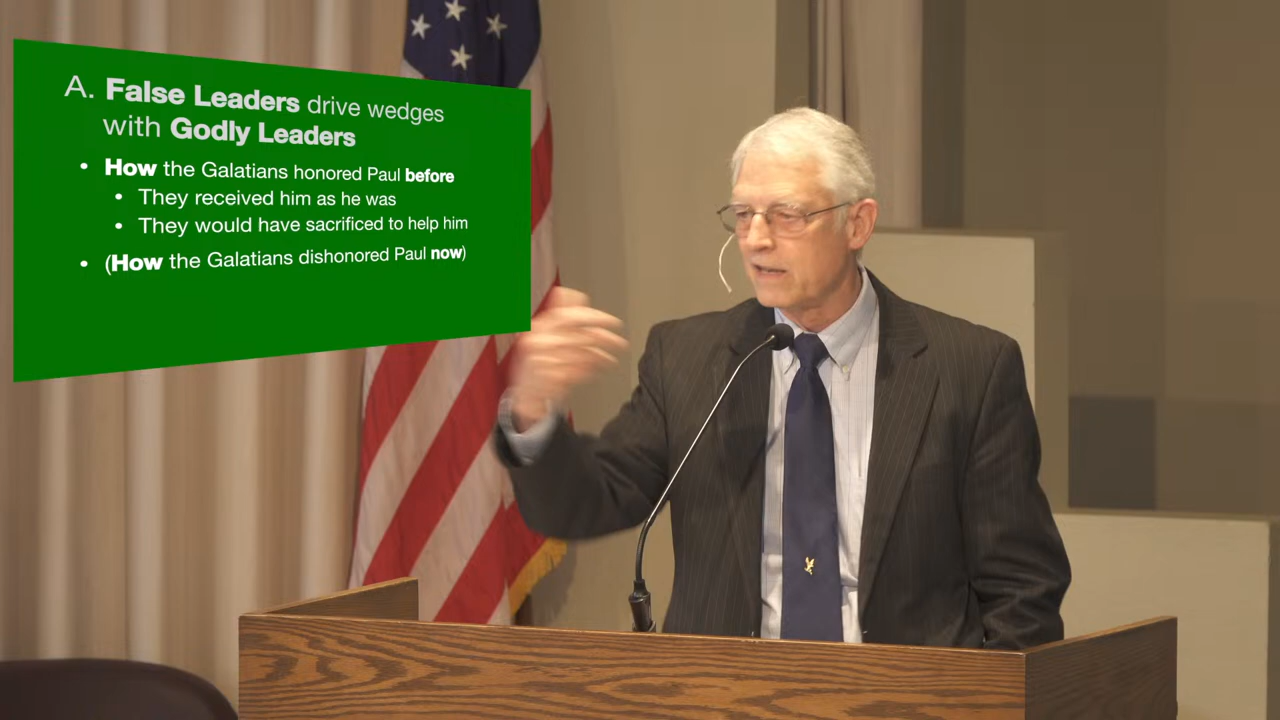 A. False Leaders drive wedges
with Godly Leaders
• How the Galatians honored Paul before
• They received him as he was
• They would have sacrificed to help him
• (How the Galatians dishonored Paul now)